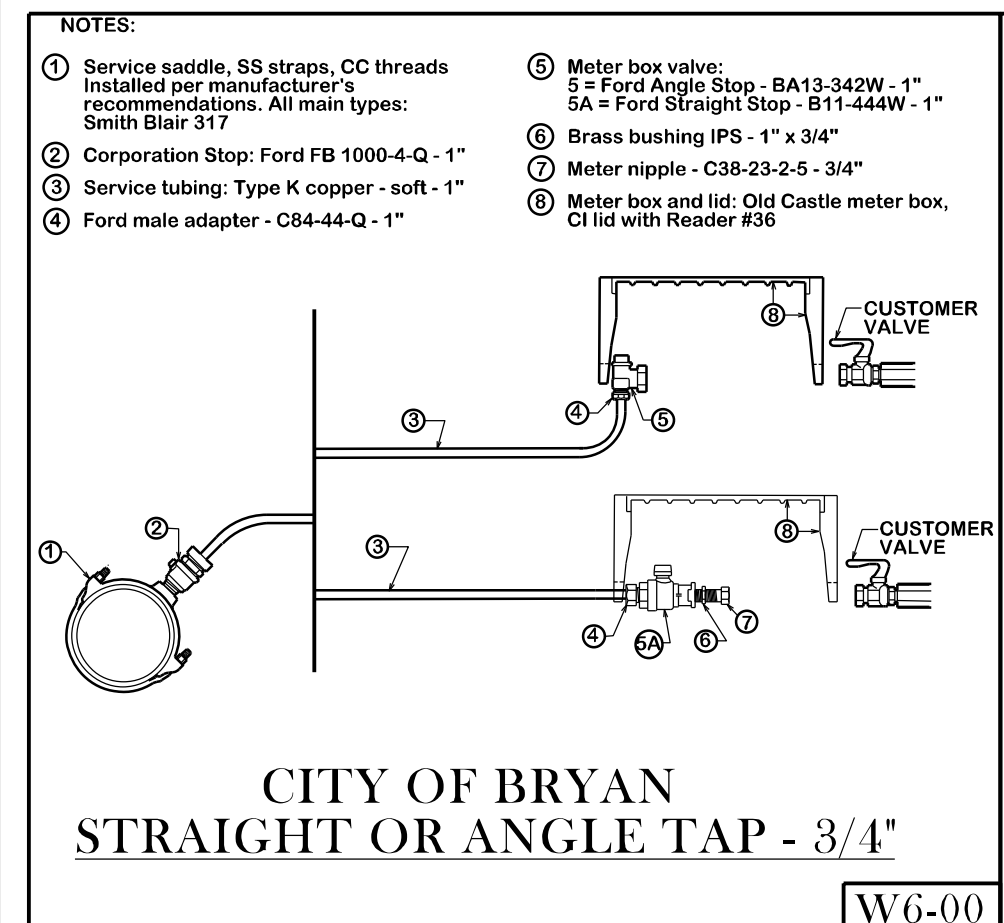 NOTES:
1 Service saddle, SS straps, CC threads
Installed per manufacturer's
recommendations. All main types:
Smith Blair 317
2 Corporation Stop: Ford FB 1000-4-Q - 1"
3 Service tubing: Type K copper - soft - 1"
4 Ford male adapter - C84-44-Q - 1"
5 Meter box valve:
5 = Ford Angle Stop - BA13-342W - 1"
5A = Ford Straight Stop - B11-444W - 1"
6 Brass bushing IPS - 1" x 3/4"
7 Meter nipple - C38-23-2-5 - 3/4"
8 Meter box and lid: Old Castle meter box,
CI lid with Reader #36
8
CUSTOMER
VALVE
4
5
3
2
1
3
8
CUSTOMER
VALVE
4
5A
6
7
CITY OF BRYAN
STRAIGHT OR ANGLE TAP - 3/4"
W6-00